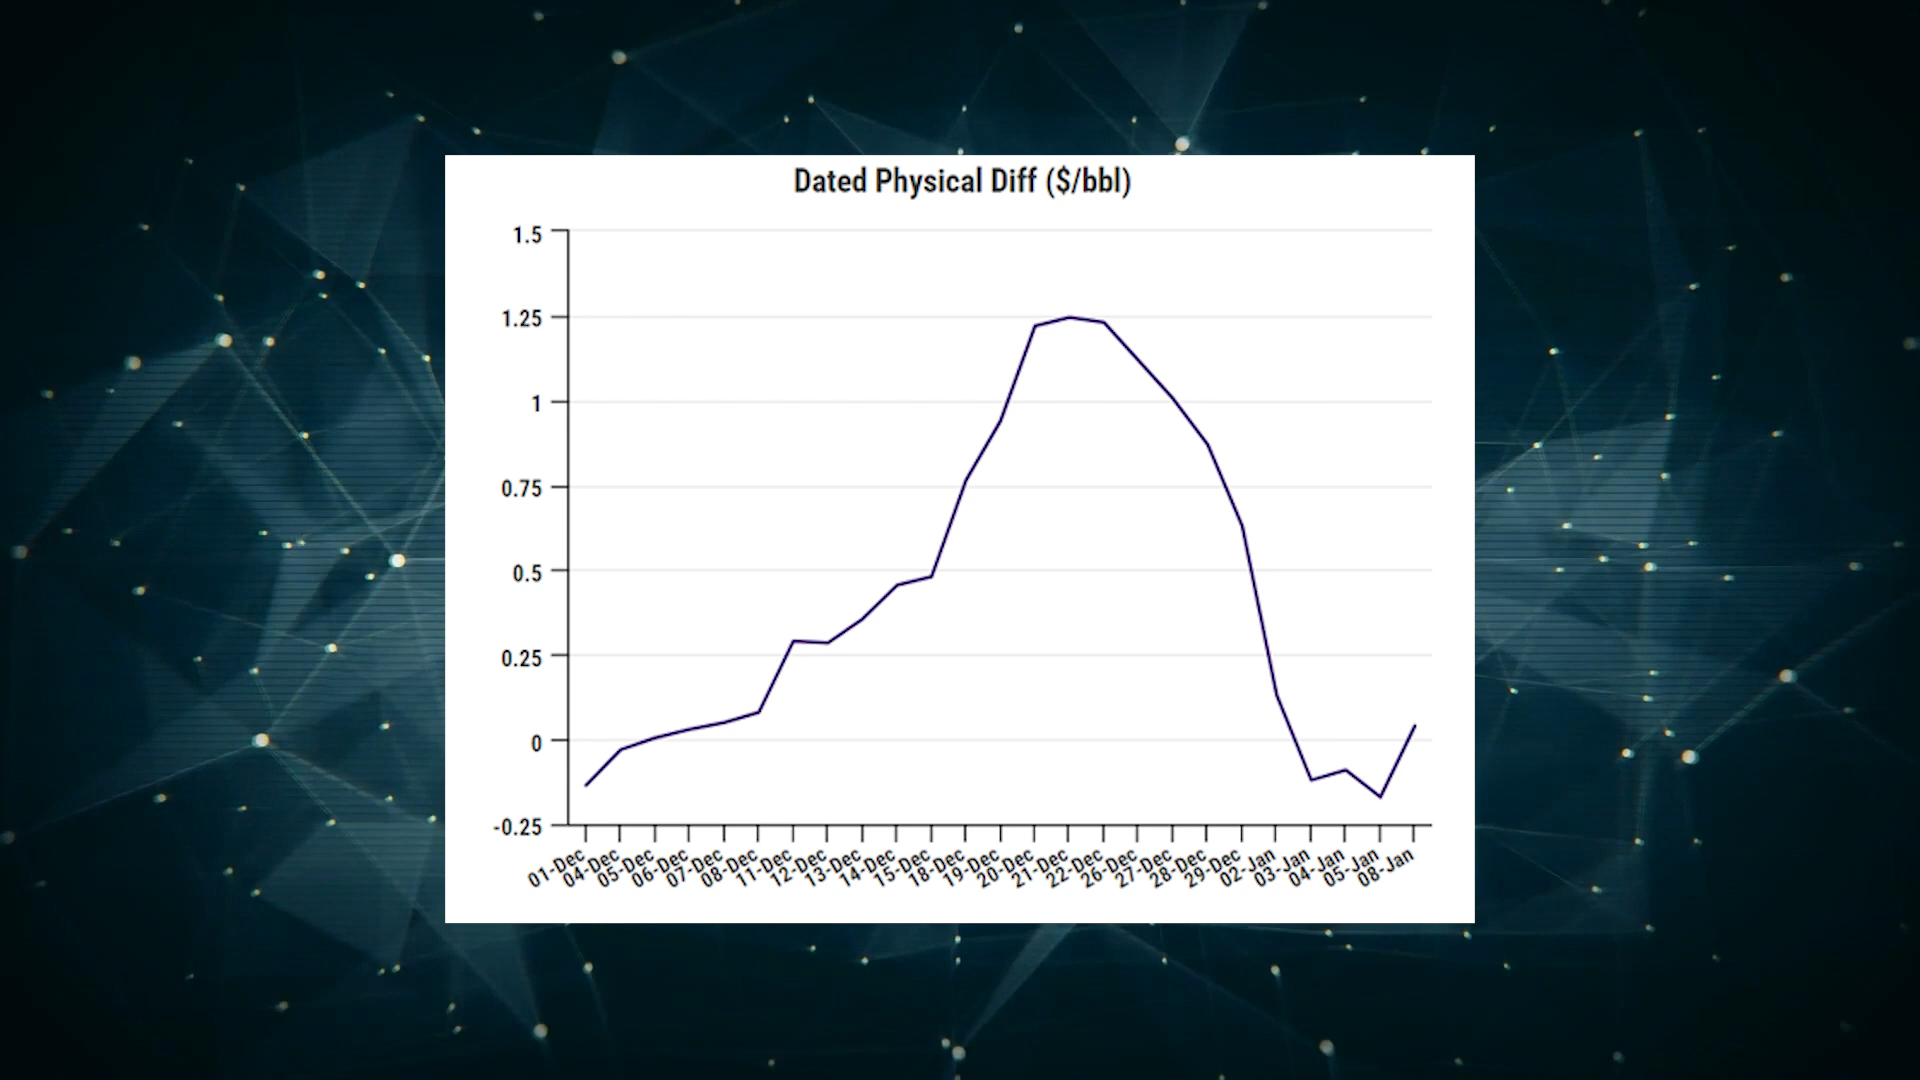 Dated Physical Diff ($/bbl)
1.5
1.25
1
0.75
0.5
0.25
0
-0.25
01-Dec
04-Dec
05-Dec
06-Dec
07-Dec
08-Dec
11-Dec
12-Dec
13-Dec
14-Dec
15-Dec
18-Dec
19-Dec
20-Dec
21-Dec
22-Dec
26-Dec
27-Dec
28-Dec
29-Dec
02-Jan
03-Jan
04-Jan
05-Jan
08-Jan